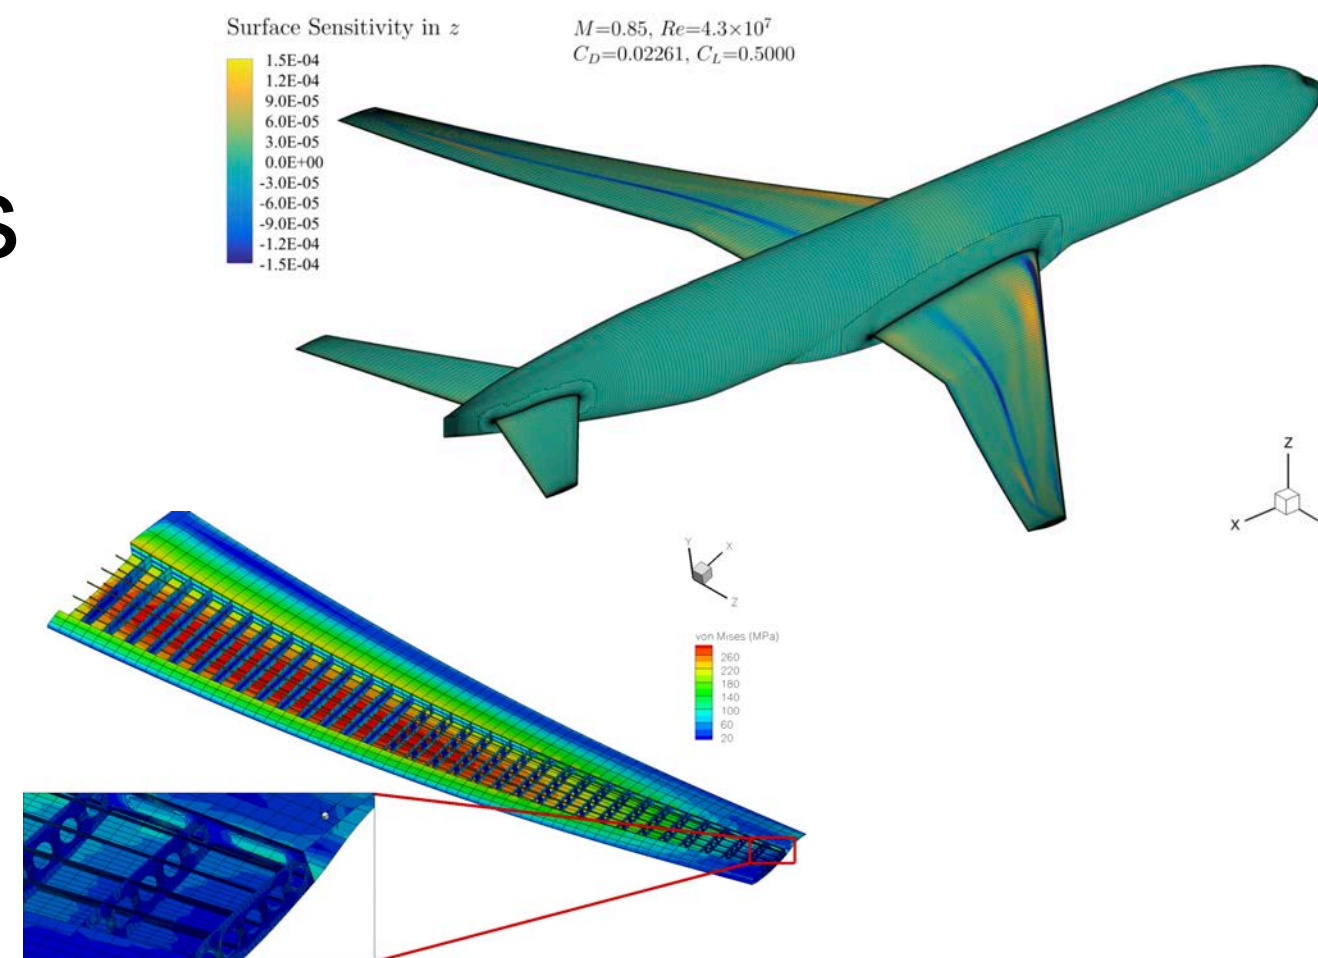 Surface Sensitivity in z
M=0.85, Re=4.3×10⁷
C_D=0.02261, C_L=0.5000
1.5E-04
1.2E-04
9.0E-05
6.0E-05
3.0E-05
0.0E+00
-3.0E-05
-6.0E-05
-9.0E-05
-1.2E-04
-1.5E-04
s
Z
X
Y
X
Z
von Mises (MPa)
260
220
180
140
100
60
20